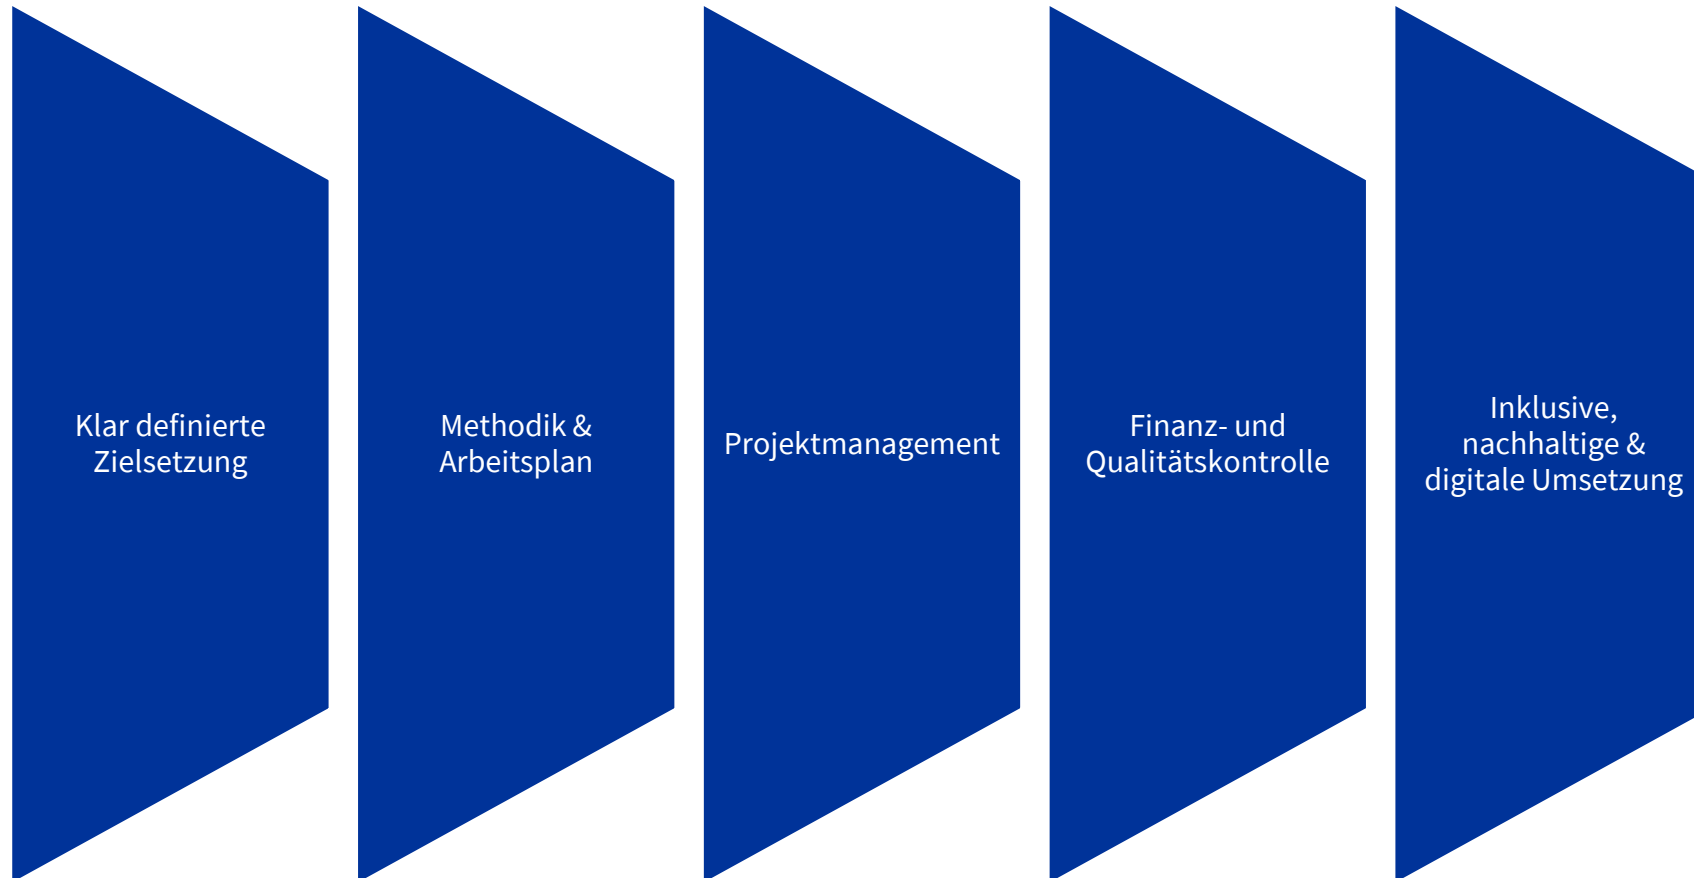 Klar definierte
Zielsetzung
Methodik &
Arbeitsplan
Projektmanagement
Finanz- und
Qualitätskontrolle
Inklusive,
nachhaltige &
digitale Umsetzung